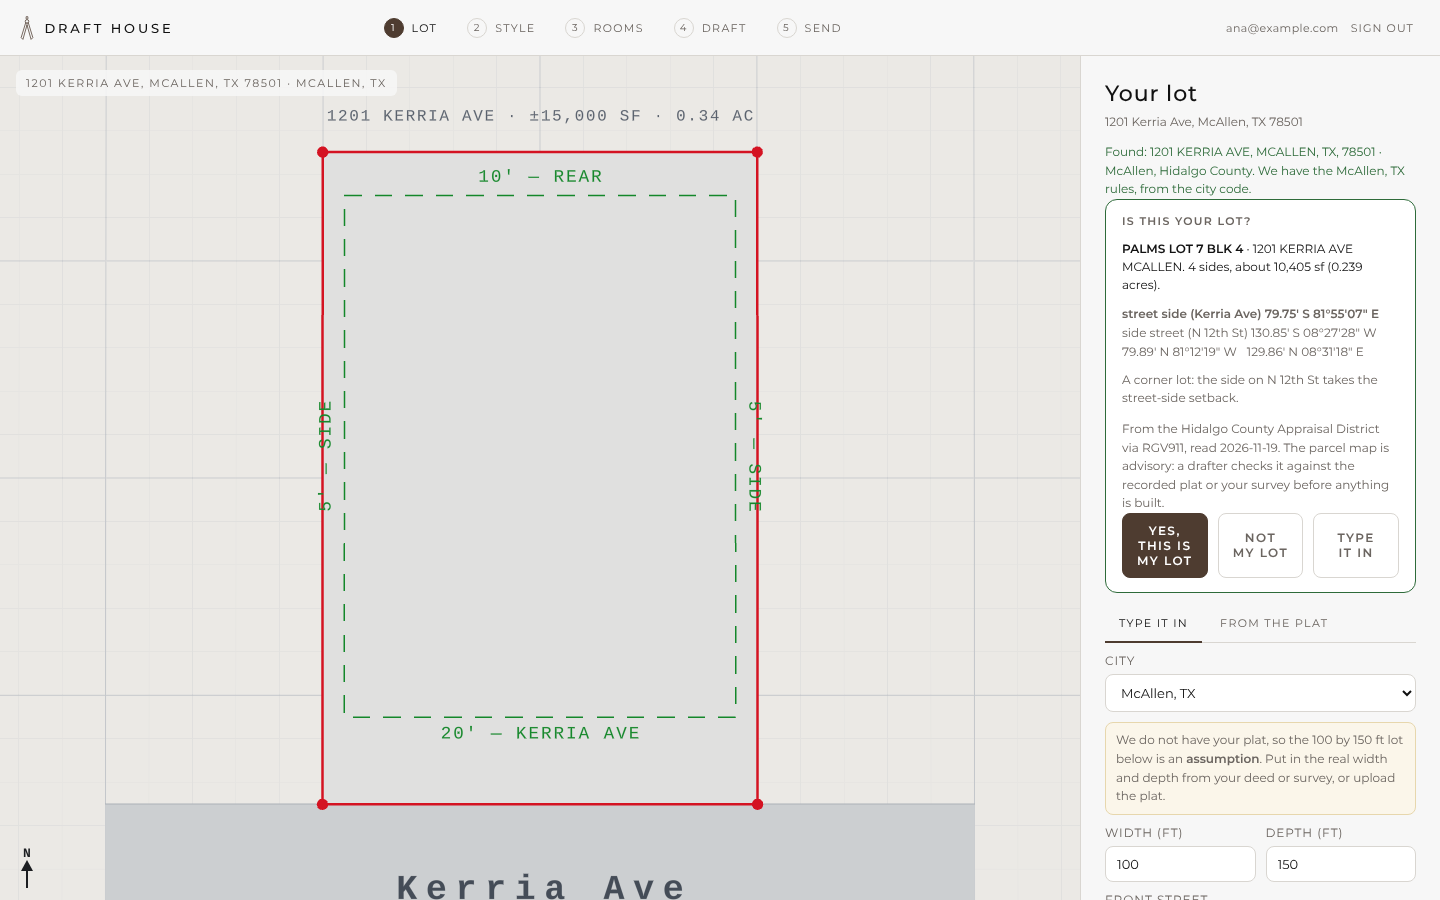 DRAFT HOUSE
1 LOT
2 STYLE
3 ROOMS
4 DRAFT
5 SEND
ana@example.com SIGN OUT
1201 KERRIA AVE, MCALLEN, TX 78501 · MCALLEN, TX
1201 KERRIA AVE · ±15,000 SF · 0.34 AC
10' — REAR
5' — SIDE
5' — SIDE
20' — KERRIA AVE
Kerria Ave
N
Your lot
1201 Kerria Ave, McAllen, TX 78501
Found: 1201 KERRIA AVE, MCALLEN, TX, 78501 ·
McAllen, Hidalgo County. We have the McAllen, TX
rules, from the city code.
IS THIS YOUR LOT?
PALMS LOT 7 BLK 4 · 1201 KERRIA AVE
MCALLEN. 4 sides, about 10,405 sf (0.239
acres).
street side (Kerria Ave) 79.75' S 81°55'07" E
side street (N 12th St) 130.85' S 08°27'28" W
79.89' N 81°12'19" W 129.86' N 08°31'18" E
A corner lot: the side on N 12th St takes the
street-side setback.
From the Hidalgo County Appraisal District
via RGV911, read 2026-11-19. The parcel map is
advisory: a drafter checks it against the
recorded plat or your survey before anything
is built.
YES,
THIS IS
MY LOT
NOT
MY LOT
TYPE
IT IN
TYPE IT IN
FROM THE PLAT
CITY
McAllen, TX
We do not have your plat, so the 100 by 150 ft lot
below is an assumption. Put in the real width
and depth from your deed or survey, or upload
the plat.
WIDTH (FT)
DEPTH (FT)
100
150
FRONT STREET